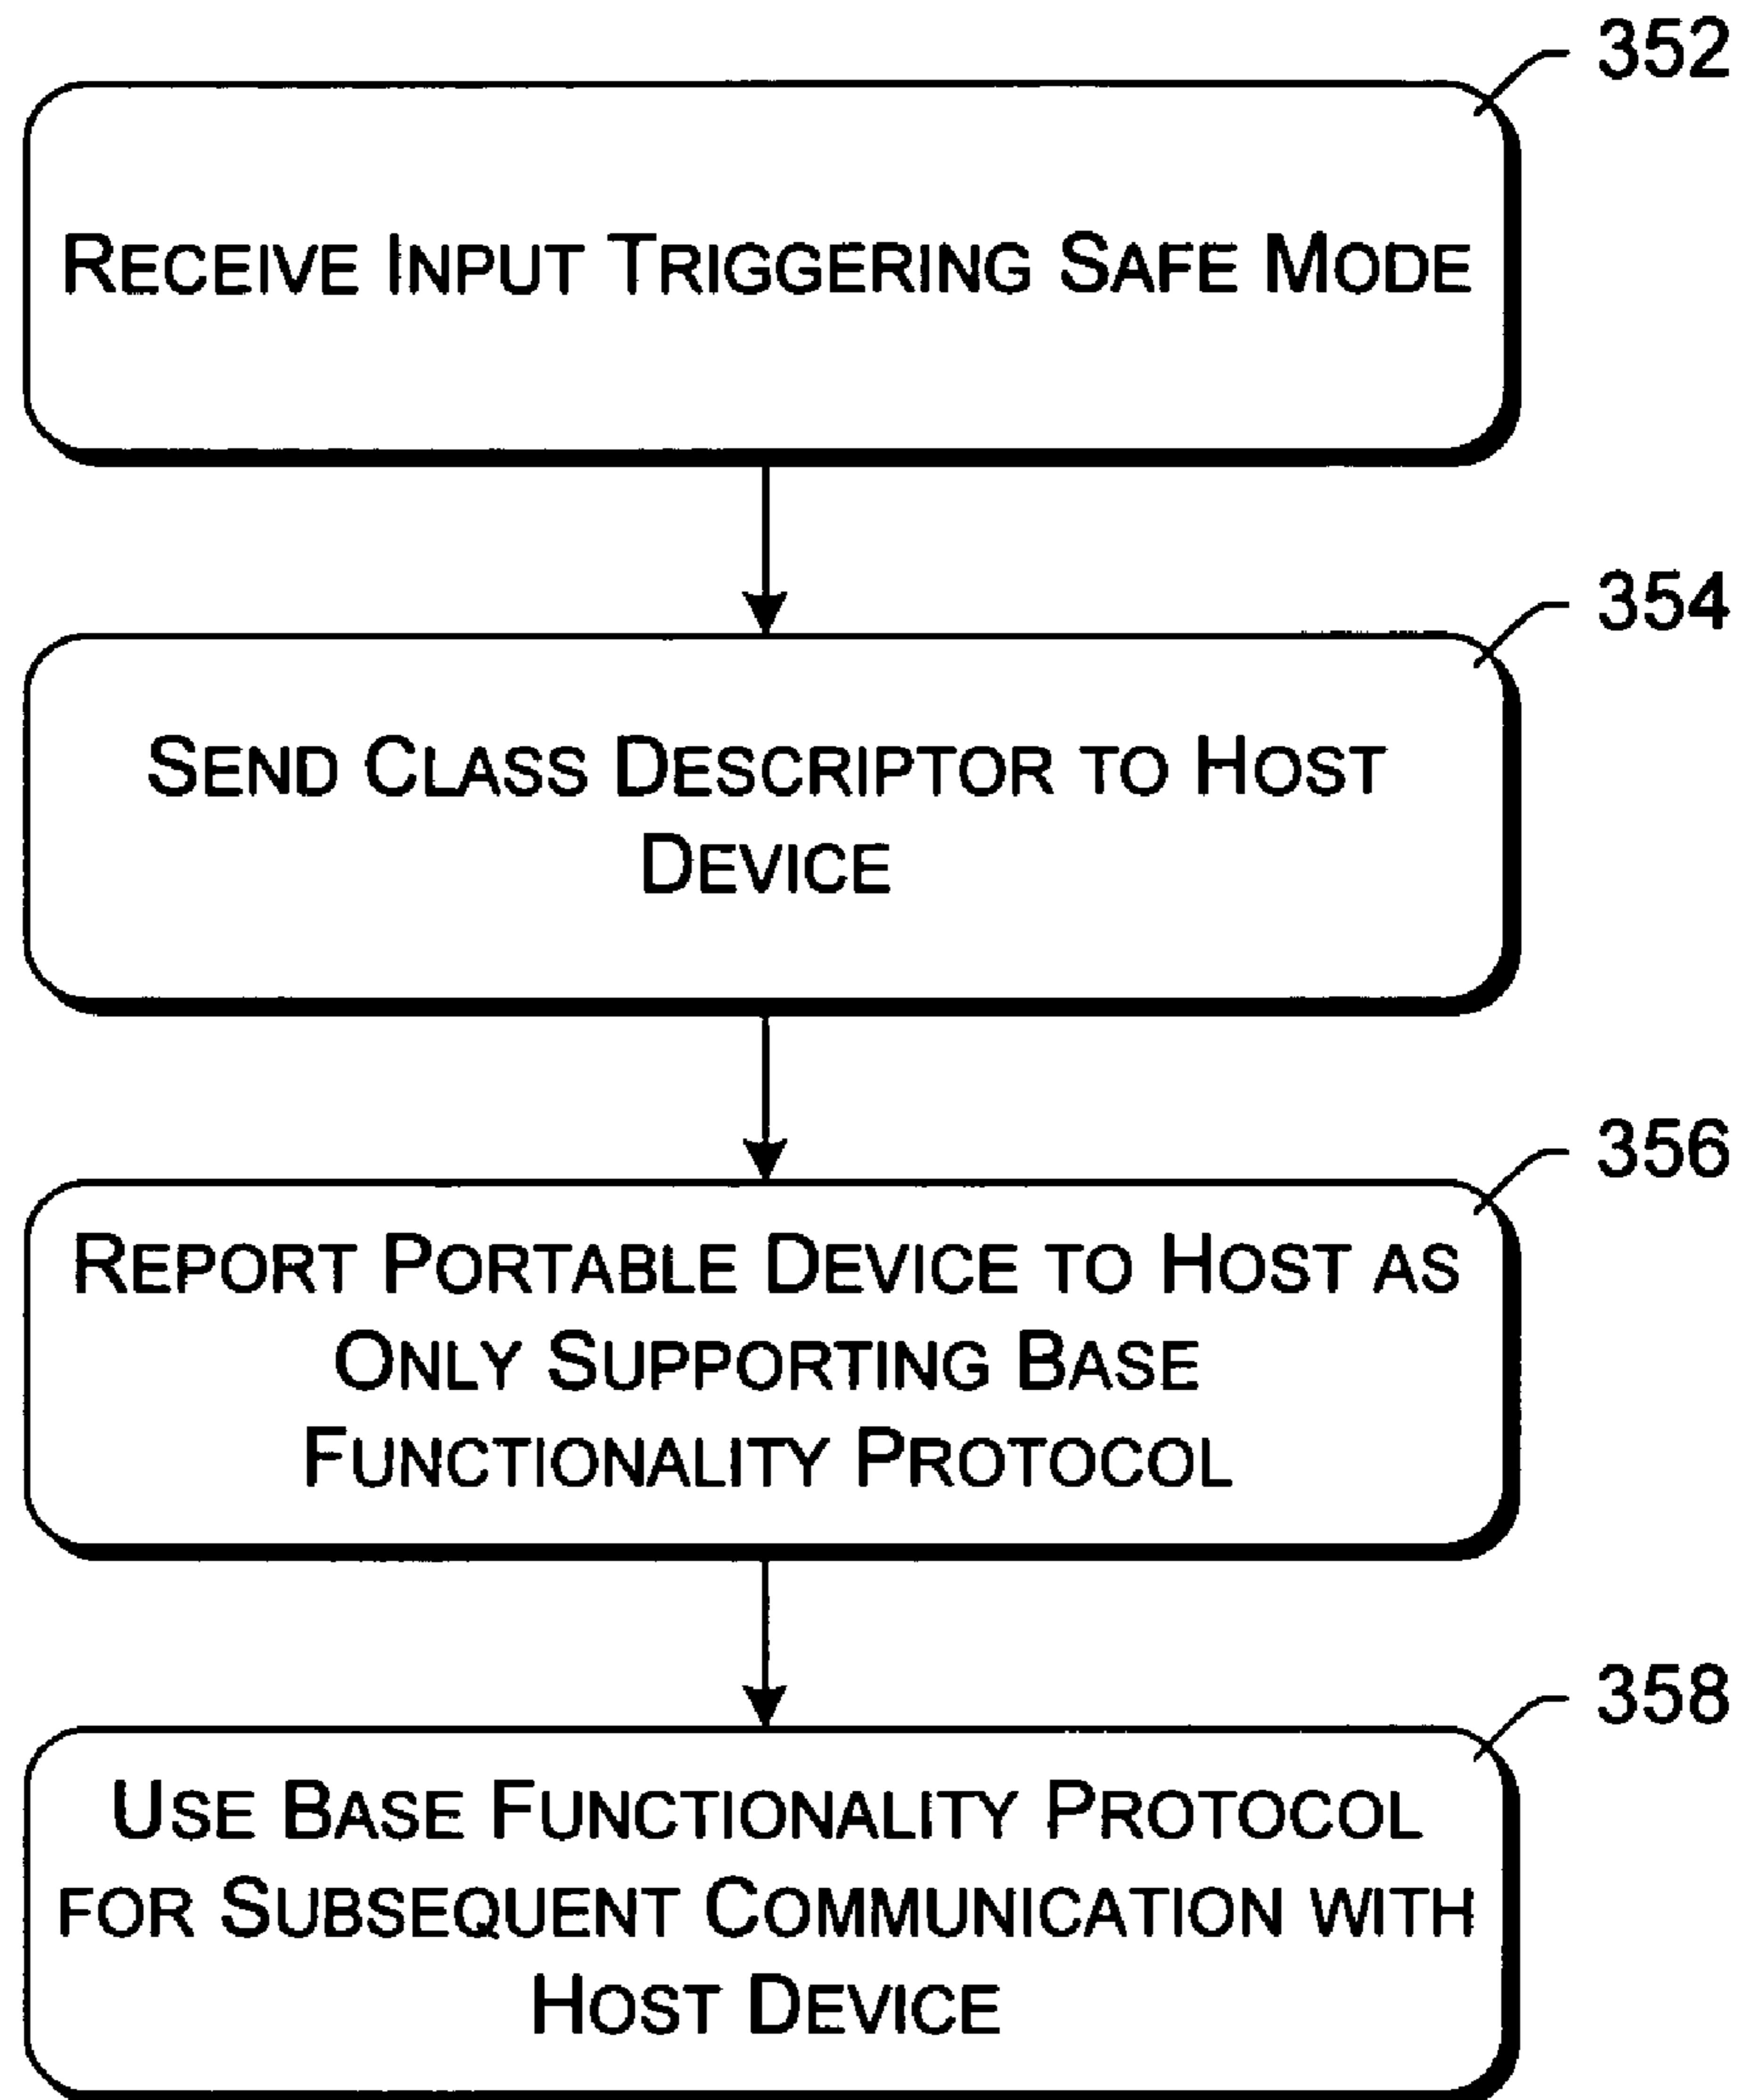 352
RECEIVE INPUT TRIGGERING SAFE MODE
354
SEND CLASS DESCRIPTOR TO HOST
DEVICE
356
REPORT PORTABLE DEVICE TO HOST AS
ONLY SUPPORTING BASE
FUNCTIONALITY PROTOCOL
358
USE BASE FUNCTIONALITY PROTOCOL
FOR SUBSEQUENT COMMUNICATION WITH
HOST DEVICE